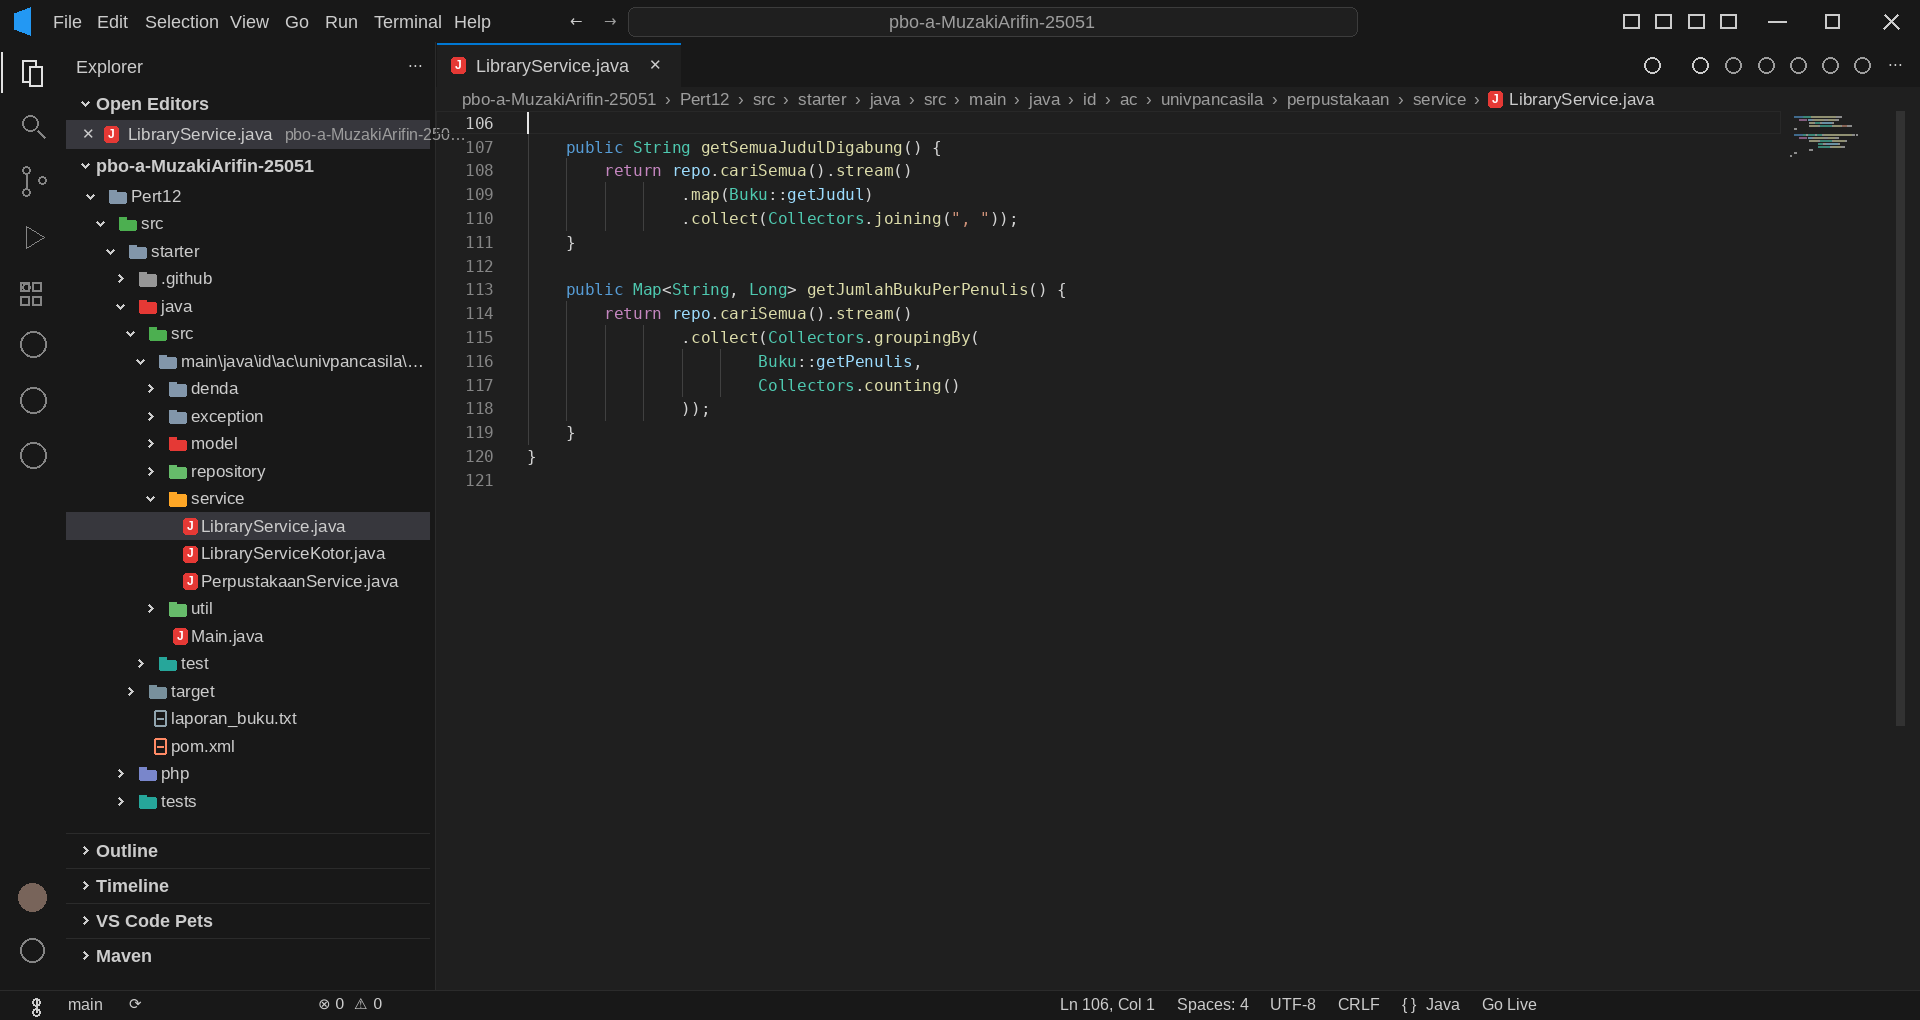 File Edit Selection View Go Run Terminal Help ← → pbo-a-MuzakiArifin-25051
Explorer ···
Open Editors
× J LibraryService.java pbo-a-MuzakiArifin-250...
pbo-a-MuzakiArifin-25051
Pert12
src
starter
.github
java
src
main\java\id\ac\univpancasila\...
denda
exception
model
repository
service
J LibraryService.java
J LibraryServiceKotor.java
J PerpustakaanService.java
util
J Main.java
test
target
laporan_buku.txt
pom.xml
php
tests
Outline
Timeline
VS Code Pets
Maven
J LibraryService.java ×
···
pbo-a-MuzakiArifin-25051 › Pert12 › src › starter › java › src › main › java › id › ac › univpancasila › perpustakaan › service › J LibraryService.java
106
107 public String getSemuaJudulDigabung() {
108 return repo.cariSemua().stream()
109 .map(Buku::getJudul)
110 .collect(Collectors.joining(", "));
111 }
112
113 public Map<String, Long> getJumlahBukuPerPenulis() {
114 return repo.cariSemua().stream()
115 .collect(Collectors.groupingBy(
116 Buku::getPenulis,
117 Collectors.counting()
118 ));
119 }
120 }
121
main ⟳ ⊗ 0 ⚠ 0 Ln 106, Col 1 Spaces: 4 UTF-8 CRLF { } Java Go Live